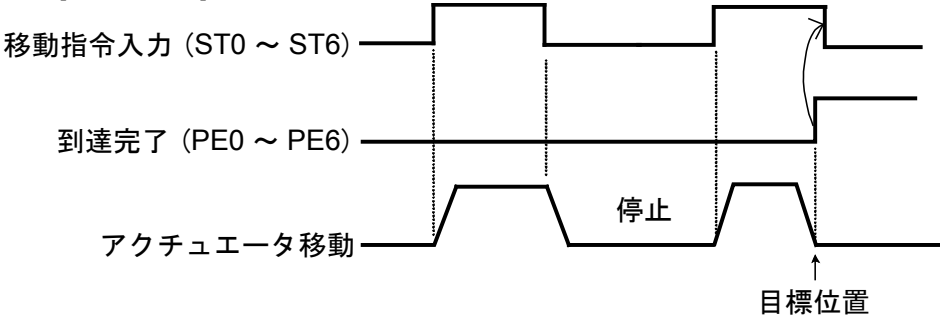 移動指令入力 (ST0 ～ ST6)
到達完了 (PE0 ～ PE6)
停止
アクチュエータ移動
目標位置